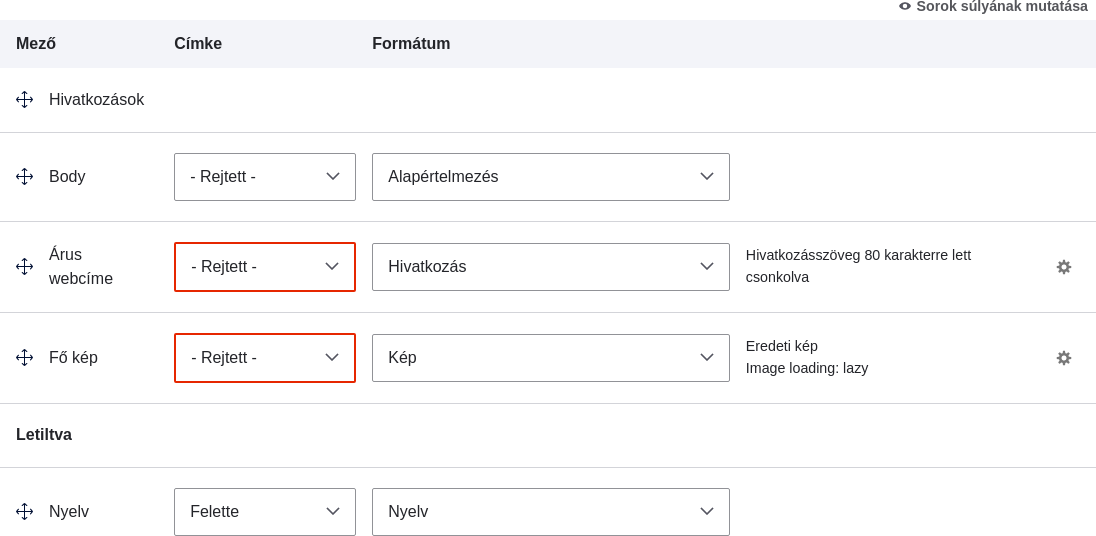 Sorok súlyának mutatása
Mező Címke Formátum
Hivatkozások
Body - Rejtett - Alapértelmezés
Árus
webcíme
- Rejtett - Hivatkozás
Hivatkozásszöveg 80 karakterre lett
csonkolva
Fő kép - Rejtett - Kép
Eredeti kép
Image loading: lazy
Letiltva
Nyelv Felette Nyelv